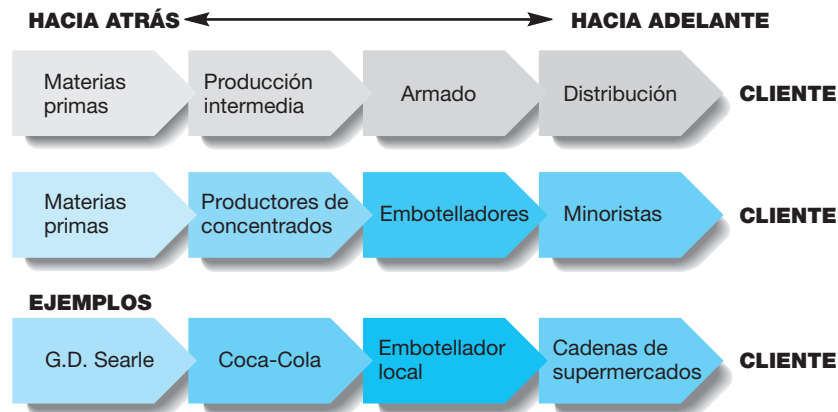 HACIA ATRÁS HACIA ADELANTE
Materias
primas
Producción
intermedia
Armado
Distribución
CLIENTE
Materias
primas
Productores de
concentrados
Embotelladores
Minoristas
CLIENTE
EJEMPLOS
G.D. Searle
Coca-Cola
Embotellador
local
Cadenas de
supermercados
CLIENTE